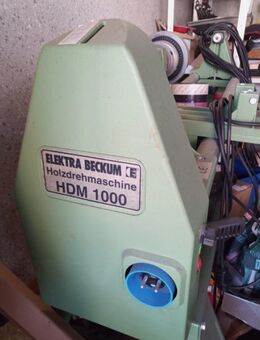 ELEKTRA BECKUM
Holzdrehmaschine
HDM 1000